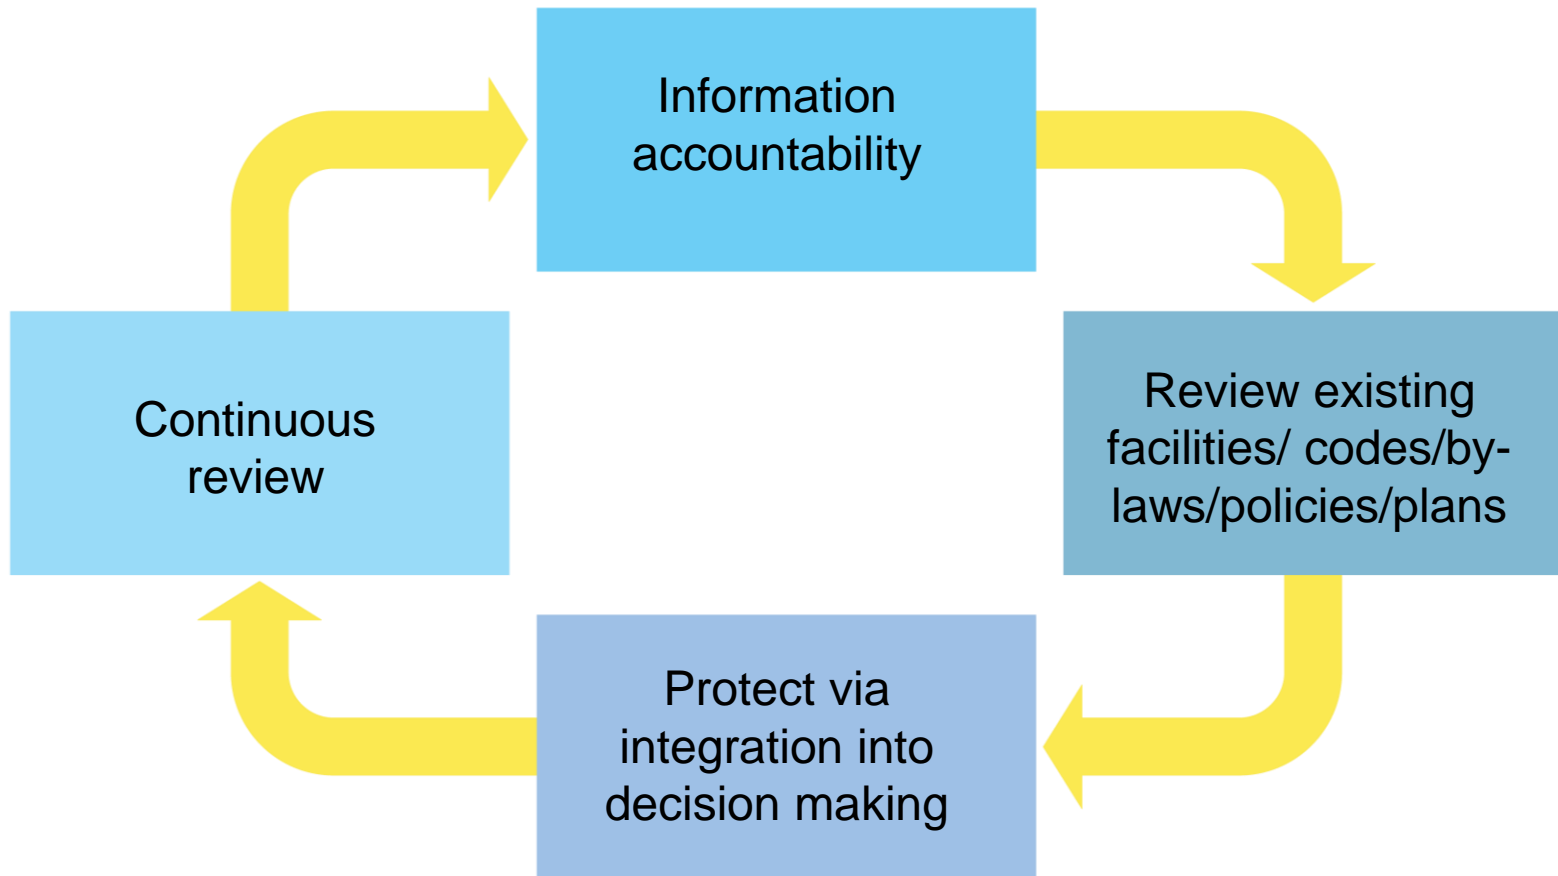 Information
accountability
Review existing
facilities/ codes/by-
laws/policies/plans
Protect via
integration into
decision making
Continuous
review